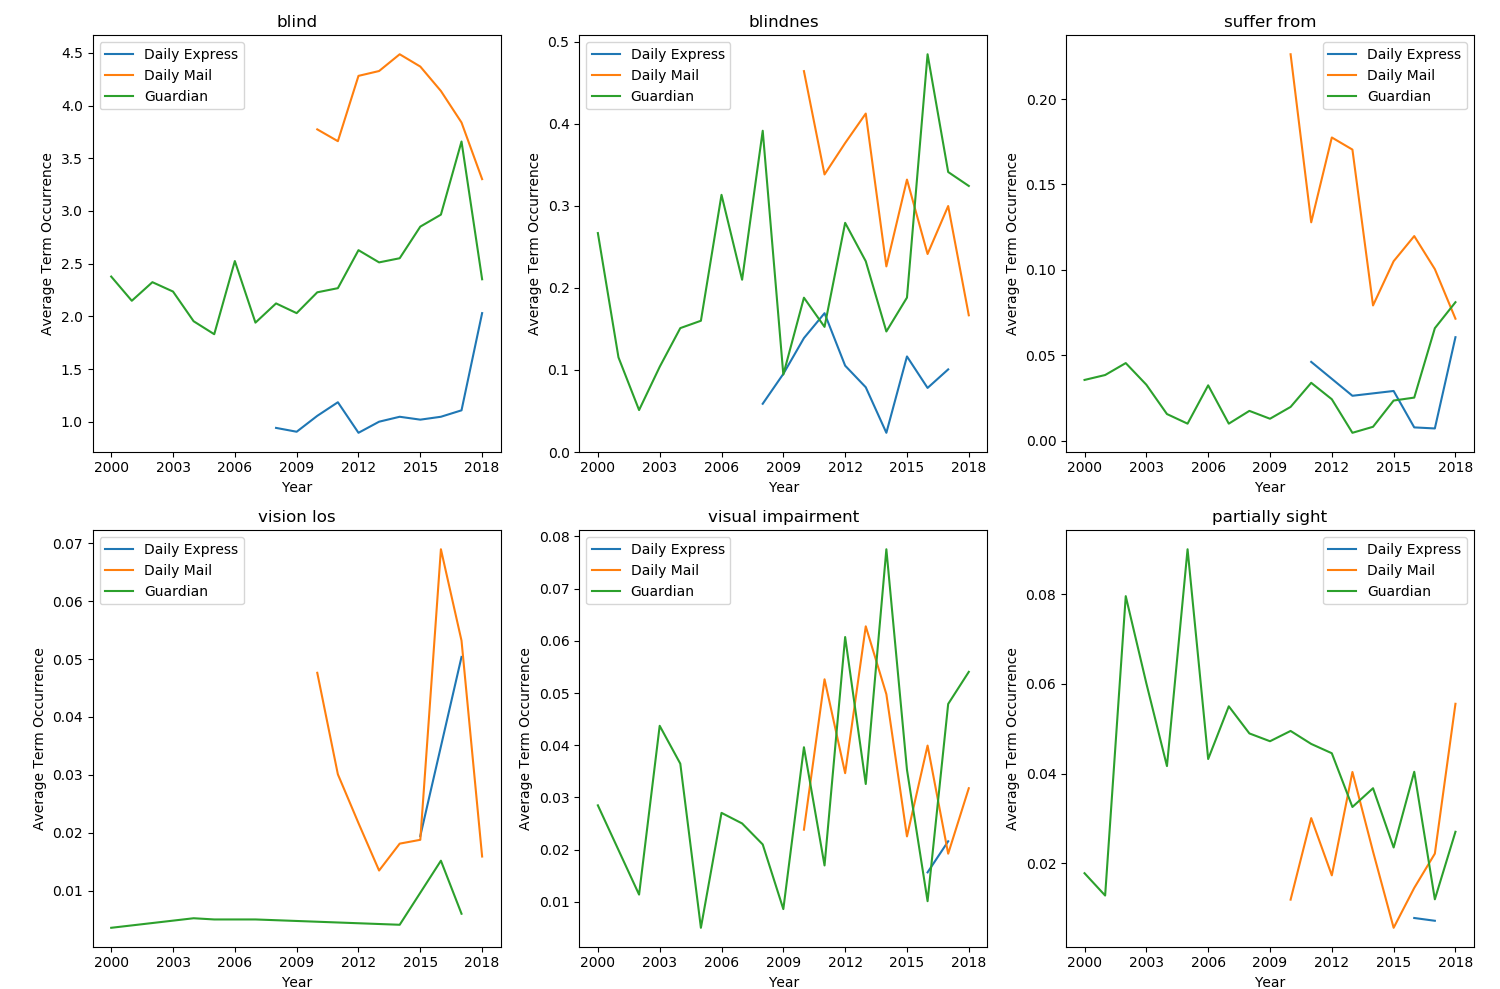 blind
Daily Express
Daily Mail
Guardian
Average Term Occurrence
4.5
4.0
3.5
3.0
2.5
2.0
1.5
1.0
2000 2003 2006 2009 2012 2015 2018
Year
blindnes
Daily Express
Daily Mail
Guardian
Average Term Occurrence
0.5
0.4
0.3
0.2
0.1
0.0
2000 2003 2006 2009 2012 2015 2018
Year
suffer from
Daily Express
Daily Mail
Guardian
Average Term Occurrence
0.20
0.15
0.10
0.05
0.00
2000 2003 2006 2009 2012 2015 2018
Year
vision los
Daily Express
Daily Mail
Guardian
Average Term Occurrence
0.07
0.06
0.05
0.04
0.03
0.02
0.01
2000 2003 2006 2009 2012 2015 2018
Year
visual impairment
Daily Express
Daily Mail
Guardian
Average Term Occurrence
0.08
0.07
0.06
0.05
0.04
0.03
0.02
0.01
2000 2003 2006 2009 2012 2015 2018
Year
partially sight
Daily Express
Daily Mail
Guardian
Average Term Occurrence
0.08
0.06
0.04
0.02
2000 2003 2006 2009 2012 2015 2018
Year